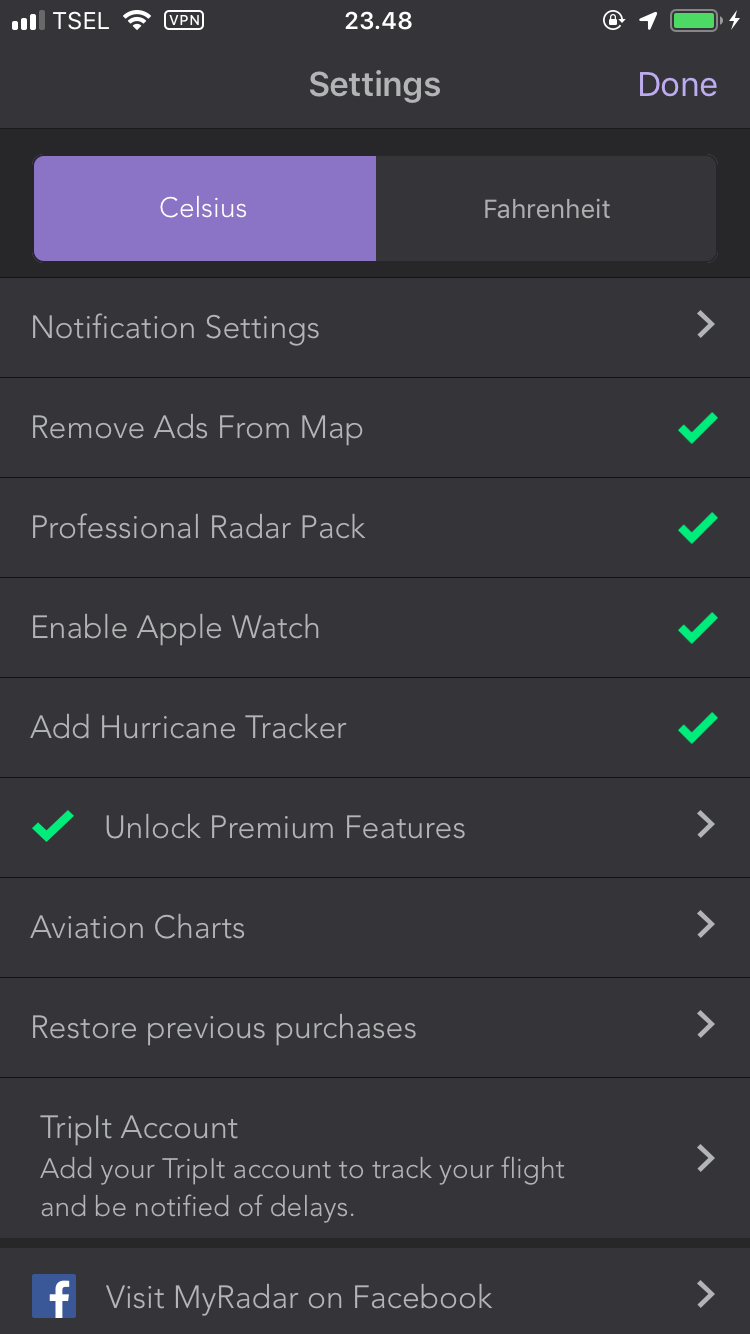 TSEL VPN 23.48
Settings Done
Celsius Fahrenheit
Notification Settings
Remove Ads From Map
Professional Radar Pack
Enable Apple Watch
Add Hurricane Tracker
Unlock Premium Features
Aviation Charts
Restore previous purchases
TripIt Account
Add your TripIt account to track your flight
and be notified of delays.
f Visit MyRadar on Facebook